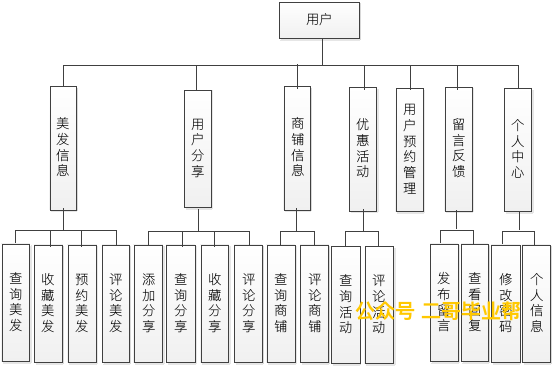 用户
美发信息
用户分享
商铺信息
优惠活动
用户预约管理
留言反馈
个人中心
查询美发
收藏美发
预约美发
评论美发
添加分享
查询分享
收藏分享
评论分享
查询商铺
评论商铺
查询活动
评论活动
发布留言
查看回复
修改密码
个人信息
公众号 二哥毕业帮